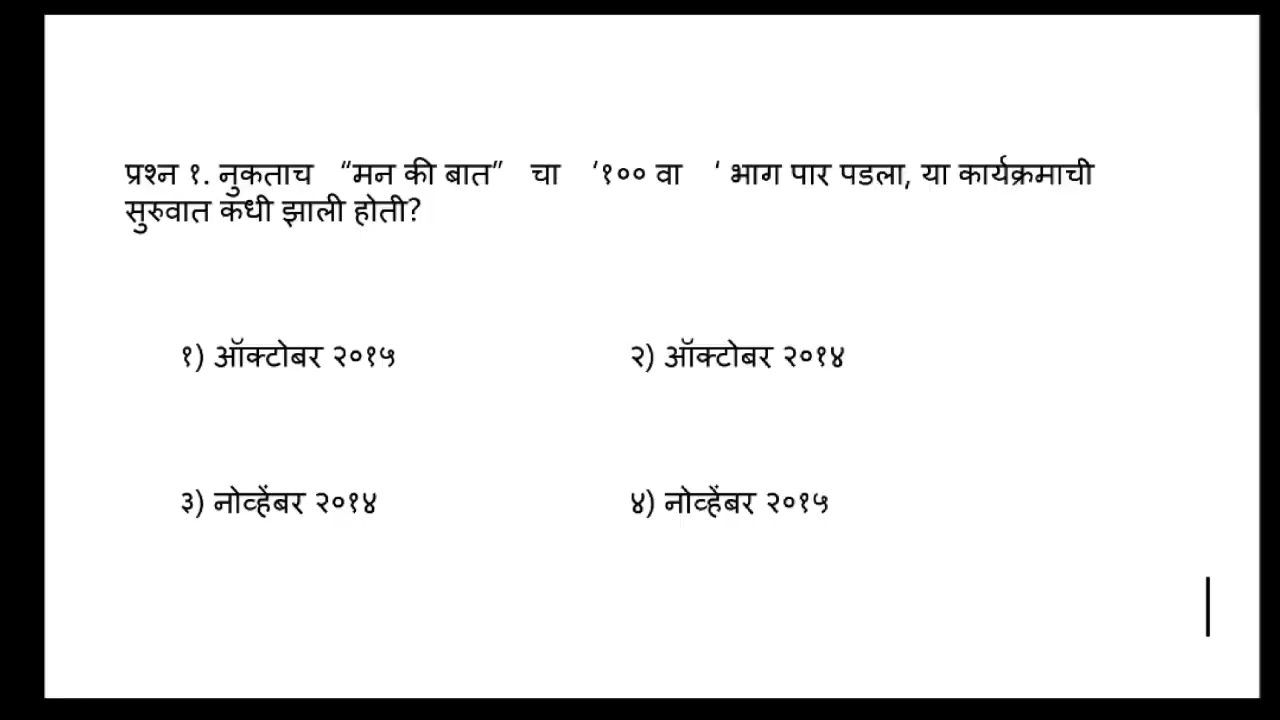 प्रश्न १. नुकताच “मन की बात” चा ‘१०० वा ‘ भाग पार पडला, या कार्यक्रमाची
सुरुवात कधी झाली होती?
१) ऑक्टोबर २०१५ २) ऑक्टोबर २०१४
३) नोव्हेंबर २०१४ ४) नोव्हेंबर २०१५